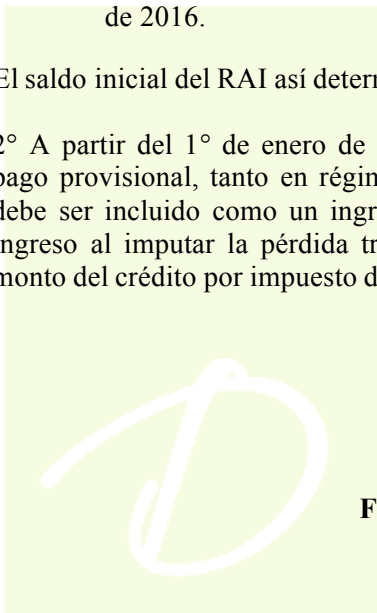 de 2016.
El saldo inicial del RAI así deter
2° A partir del 1° de enero de
pago provisional, tanto en régim
debe ser incluido como un ingr
ingreso al imputar la pérdida tr
monto del crédito por impuesto d
F